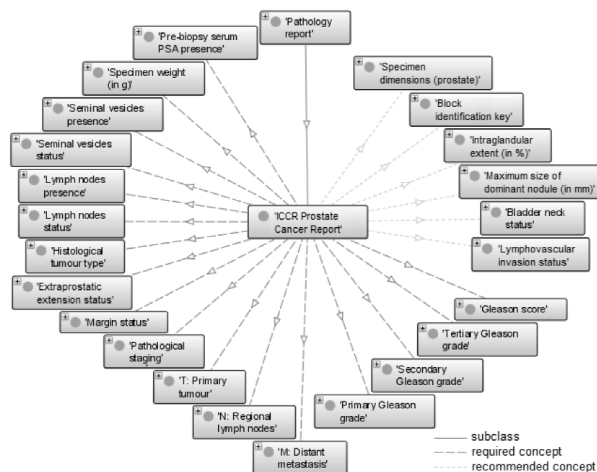 'Pathology
report'
'Pre-biopsy serum
PSA presence'
'Specimen weight
(in g)'
'Seminal vesicles
presence'
'Seminal vesicles
status'
'Lymph nodes
presence'
'Lymph nodes
status'
'Histological
tumour type'
'Extraprostatic
extension status'
'Margin status'
'Pathological
staging'
'T: Primary
tumour'
'N: Regional
lymph nodes'
'M: Distant
metastasis'
'ICCR Prostate
Cancer Report'
'Specimen
dimensions (prostate)'
'Block
identification key'
'Intraglandular
extent (in %)'
'Maximum size of
dominant nodule (in mm)'
'Bladder neck
status'
'Lymphovascular
invasion status'
'Gleason score'
'Tertiary Gleason
grade'
'Secondary
Gleason grade'
'Primary Gleason
grade'
subclass
required concept
recommended concept